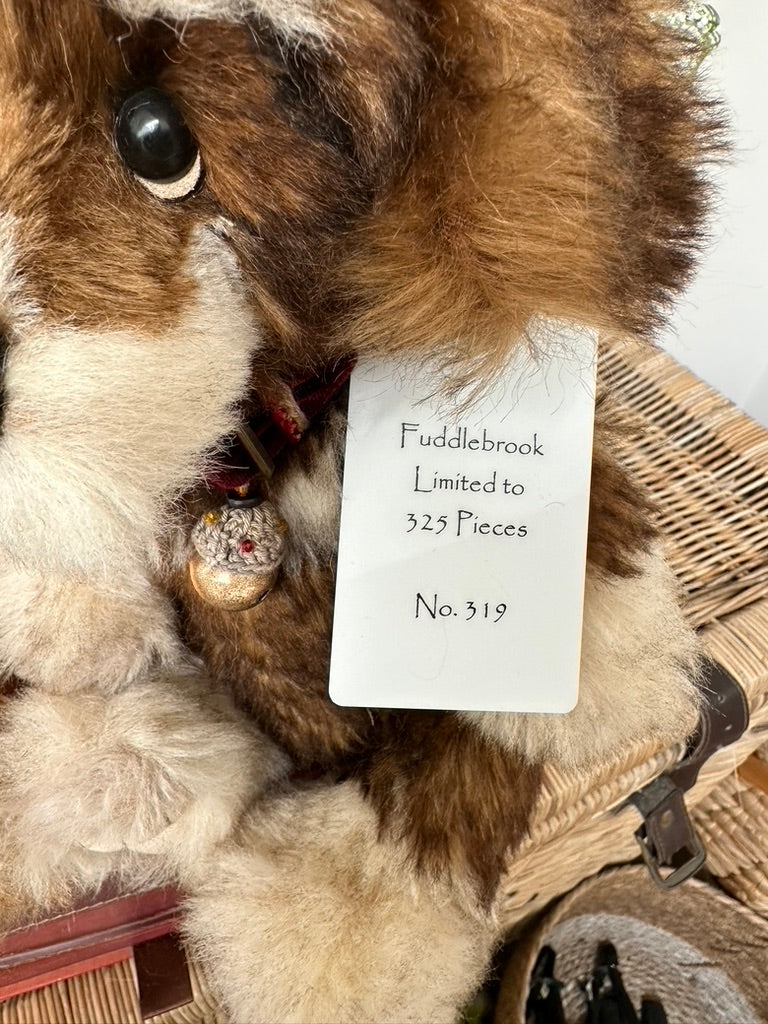 Fuddlebrook
Limited to
325 Pieces
No. 319